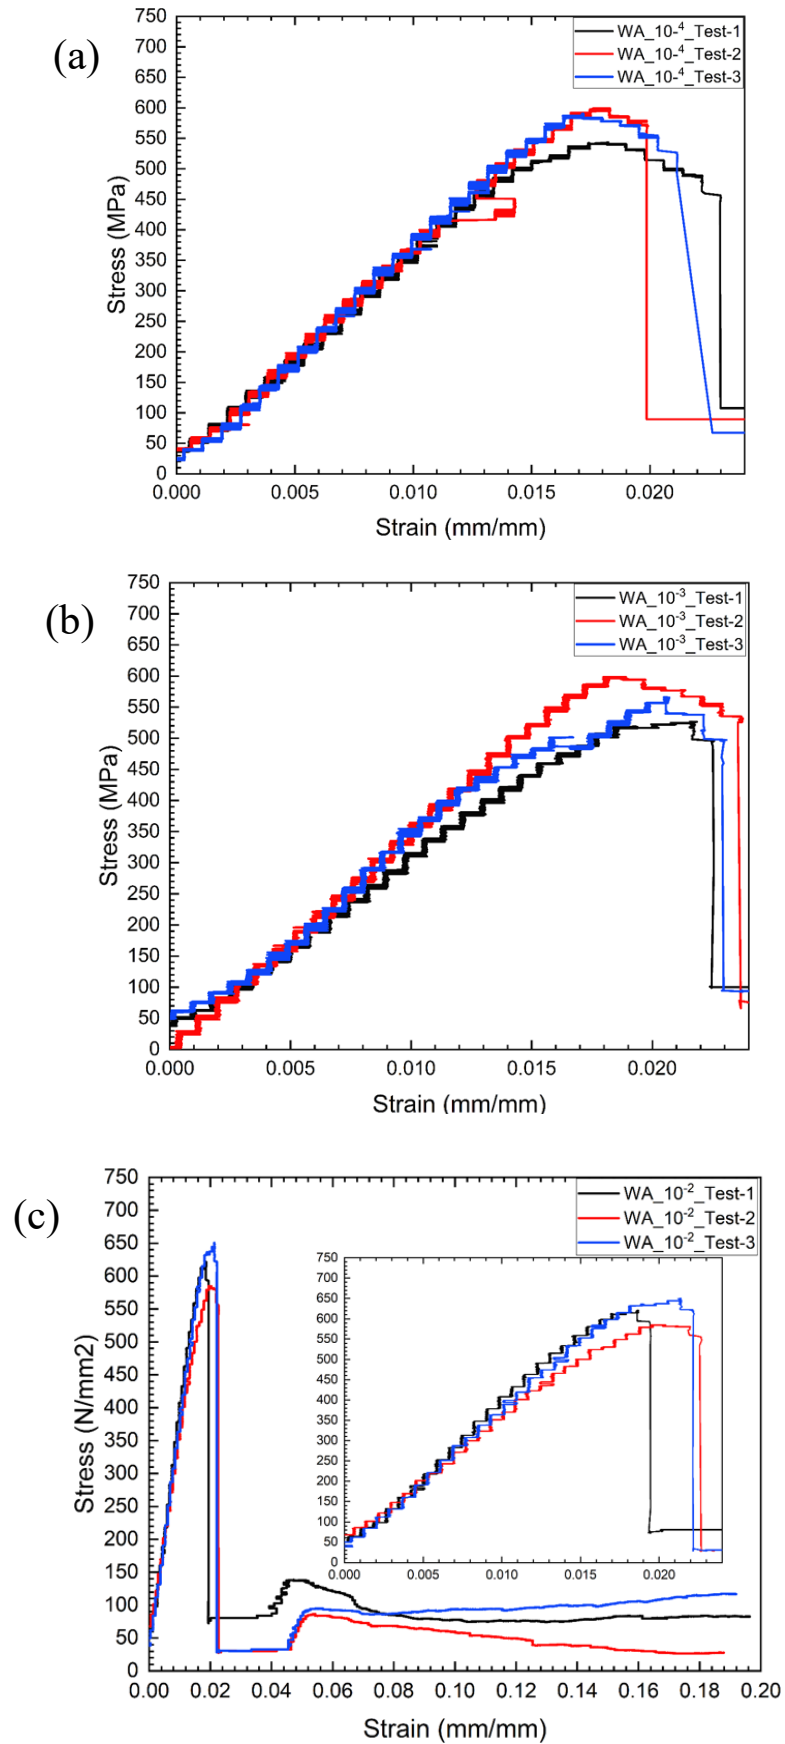 (a)
750
700
650
600
550
500
450
400
350
300
250
200
150
100
50
0
Stress (MPa)
WA_10-⁴_Test-1
WA_10-⁴_Test-2
WA_10-⁴_Test-3
0.000 0.005 0.010 0.015 0.020
Strain (mm/mm)
(b)
750
700
650
600
550
500
450
400
350
300
250
200
150
100
50
0
Stress (MPa)
WA_10⁻³_Test-1
WA_10⁻³_Test-2
WA_10⁻³_Test-3
0.000 0.005 0.010 0.015 0.020
Strain (mm/mm)
(c)
750
700
650
600
550
500
450
400
350
300
250
200
150
100
50
0
Stress (N/mm2)
WA_10⁻²_Test-1
WA_10⁻²_Test-2
WA_10⁻²_Test-3
750
700
650
600
550
500
450
400
350
300
250
200
150
100
50
0
0.000 0.005 0.010 0.015 0.020
0.00 0.02 0.04 0.06 0.08 0.10 0.12 0.14 0.16 0.18 0.20
Strain (mm/mm)